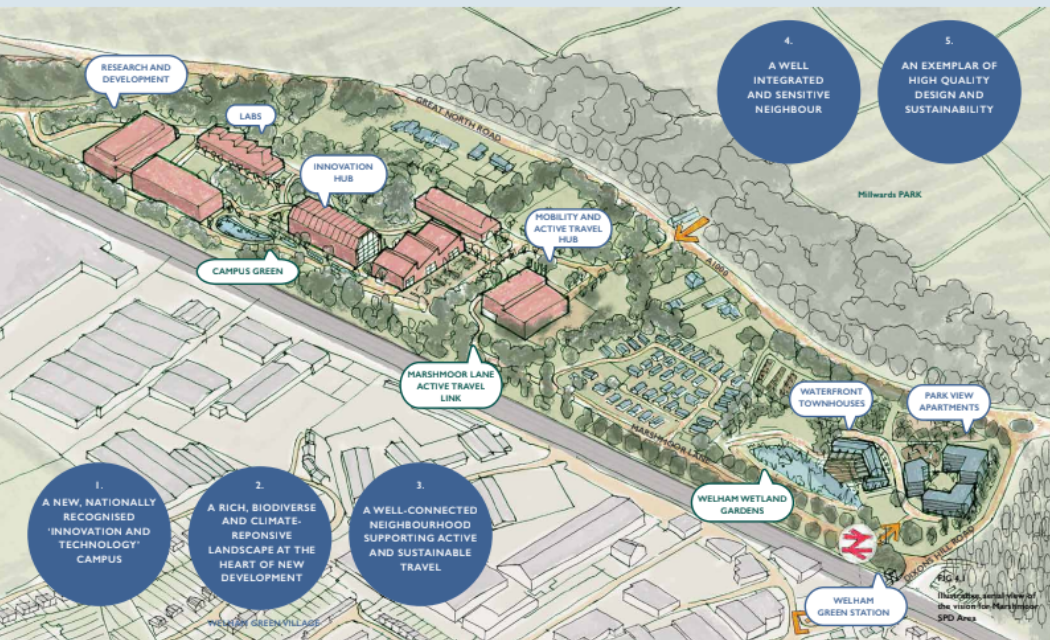 RESEARCH AND
DEVELOPMENT
LABS
INNOVATION
HUB
GREAT NORTH ROAD
MOBILITY AND
ACTIVE TRAVEL
HUB
4.
A WELL
INTEGRATED
AND SENSITIVE
NEIGHBOUR
5.
AN EXEMPLAR OF
HIGH QUALITY
DESIGN AND
SUSTAINABILITY
Millwards PARK
A1000
CAMPUS GREEN
MARSHMOOR LANE
ACTIVE TRAVEL
LINK
WATERFRONT
TOWNHOUSES
PARK VIEW
APARTMENTS
MARSHMOOR LANE
WELHAM WETLAND
GARDENS
1.
A NEW, NATIONALLY
RECOGNISED
'INNOVATION AND
TECHNOLOGY'
CAMPUS
2.
A RICH, BIODIVERSE
AND CLIMATE-
REPONSIVE
LANDSCAPE AT THE
HEART OF NEW
DEVELOPMENT
3.
A WELL-CONNECTED
NEIGHBOURHOOD
SUPPORTING ACTIVE
AND SUSTAINABLE
TRAVEL
DIXONS HILL ROAD
WELHAM
GREEN STATION
FIG 4.1
Illustrative aerial view of
the vision for Marshmoor
SPD Area
WELHAM GREEN VILLAGE